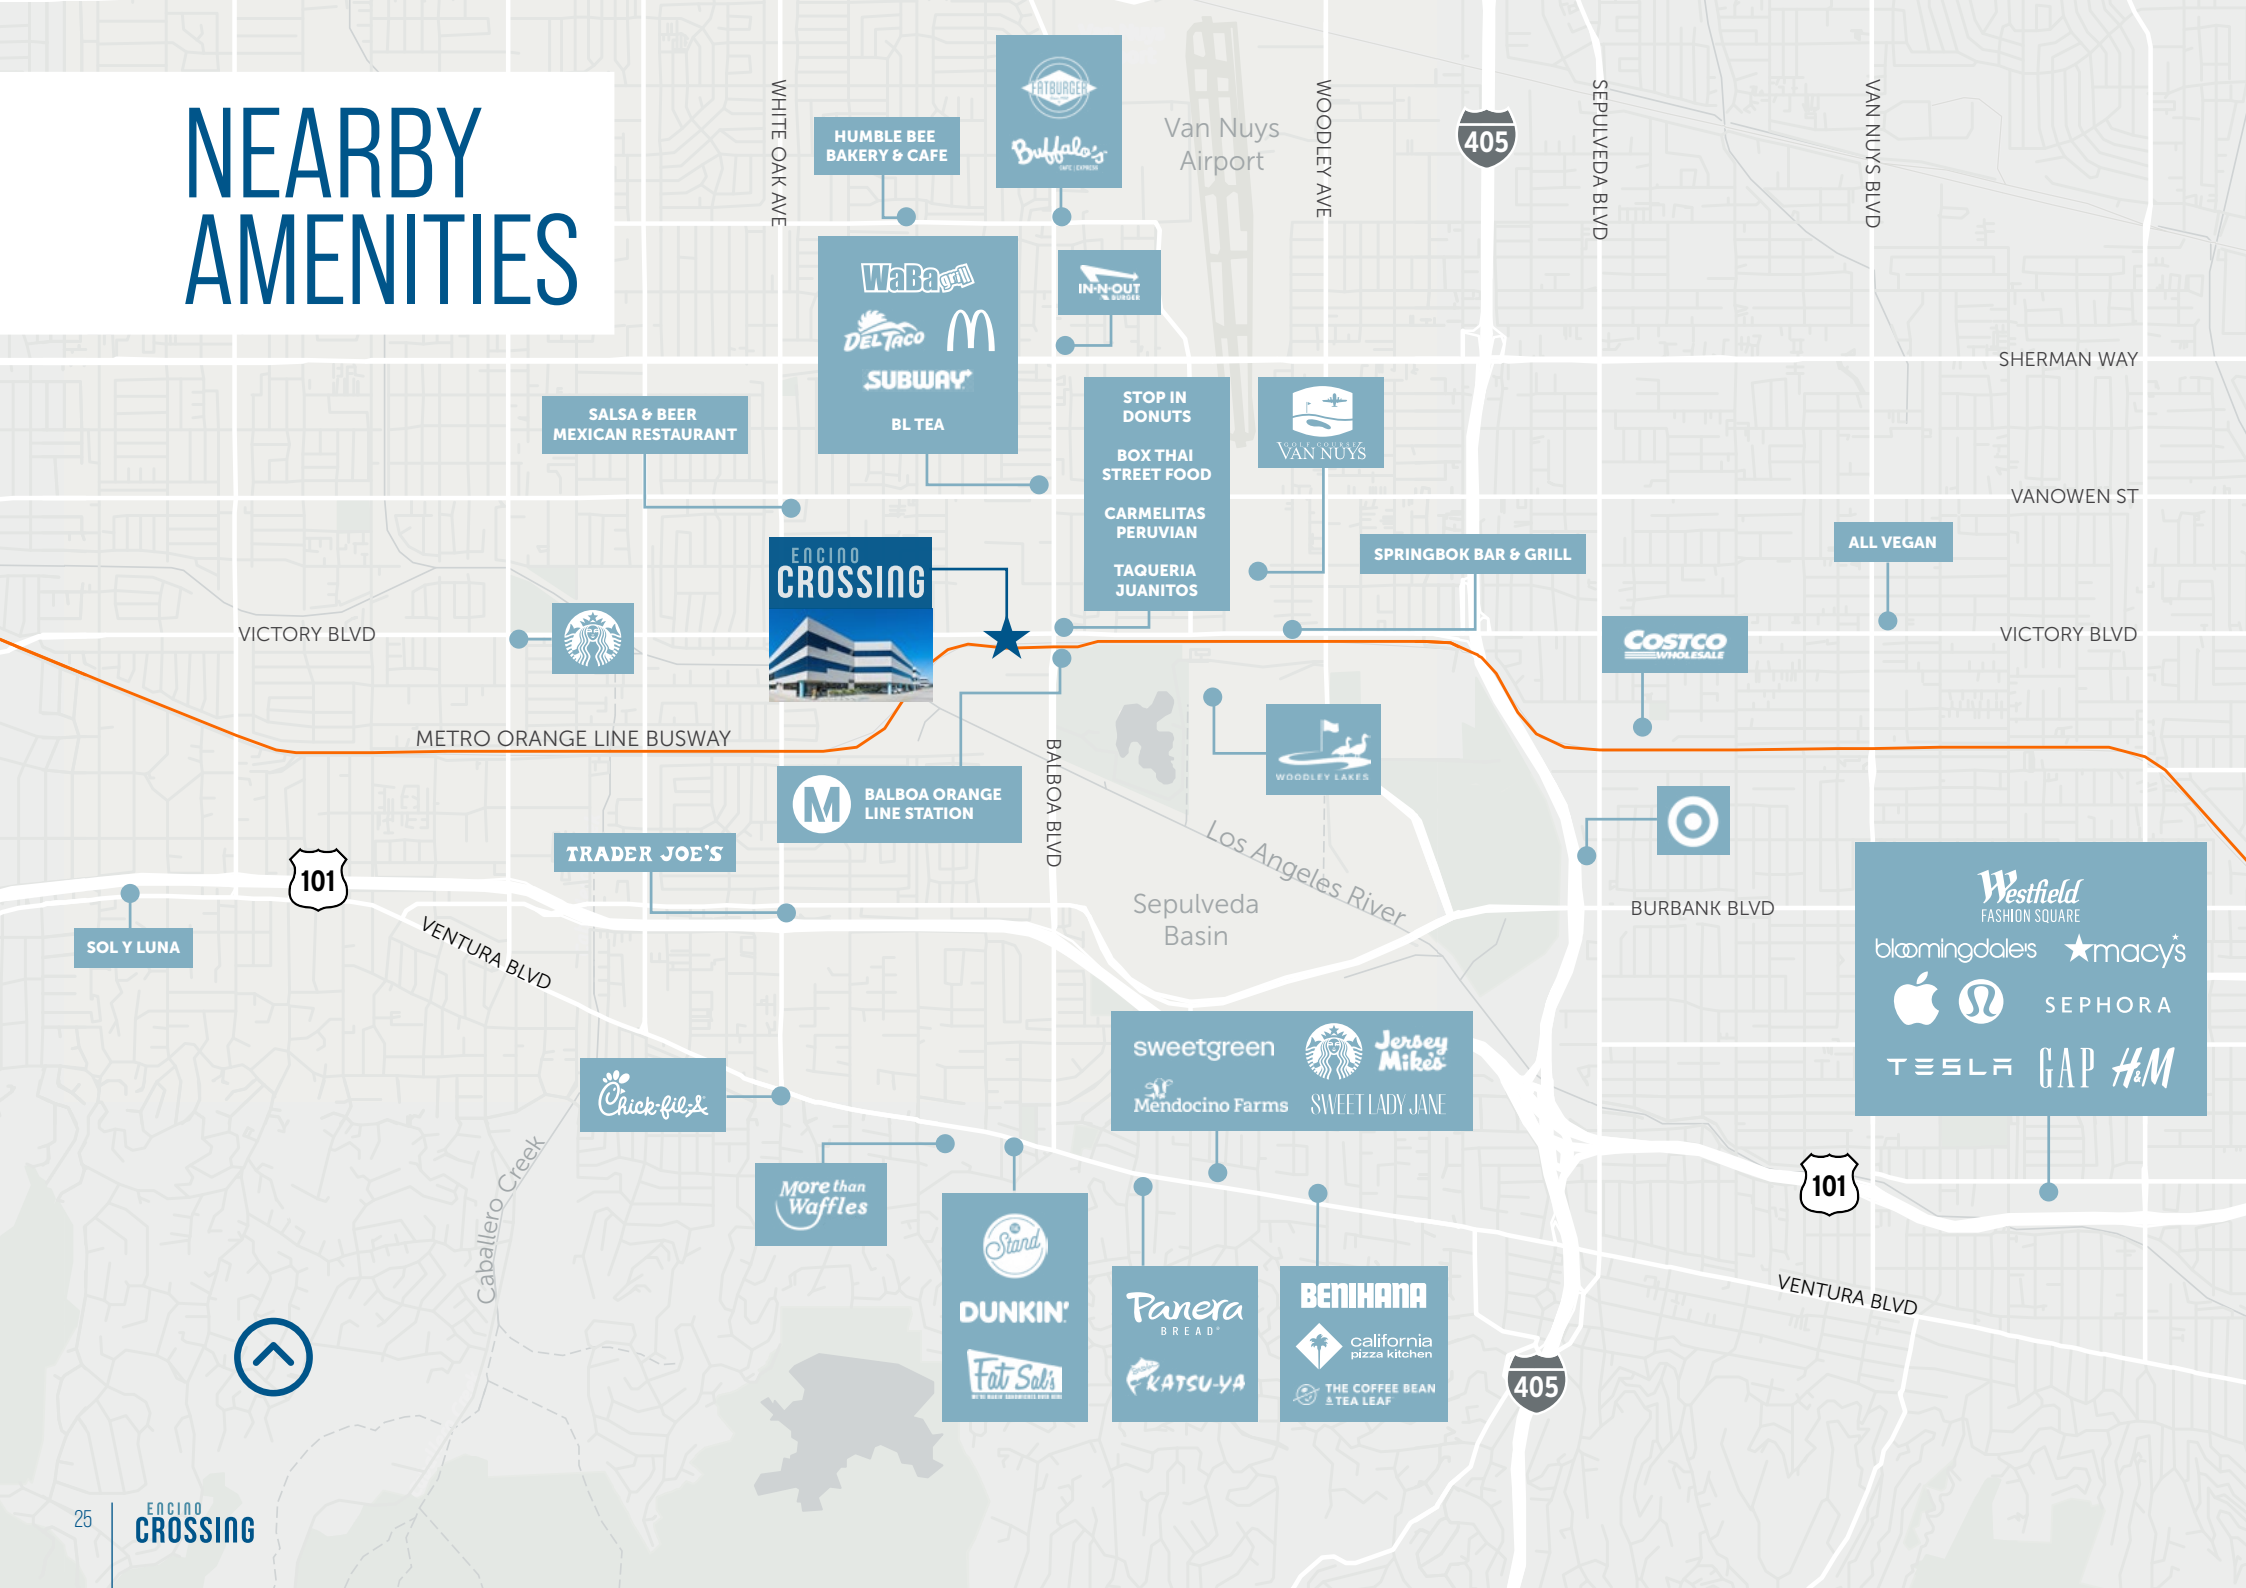 NEARBY
AMENITIES
WHITE OAK AVE
HUMBLE BEE
BAKERY & CAFE
FATBURGER
Buffalo's
CAFE | EXPRESS
Van Nuys
Airport
WOODLEY AVE
405
SEPULVEDA BLVD
VAN NUYS BLVD
WaBa grill
DEL TACO
SUBWAY
BL TEA
IN-N-OUT
BURGER
SHERMAN WAY
SALSA & BEER
MEXICAN RESTAURANT
STOP IN
DONUTS
BOX THAI
STREET FOOD
CARMELITAS
PERUVIAN
TAQUERIA
JUANITOS
GOLF COURSE
VAN NUYS
VANOWEN ST
SPRINGBOK BAR & GRILL
ALL VEGAN
ENCINO
CROSSING
VICTORY BLVD
COSTCO
WHOLESALE
VICTORY BLVD
METRO ORANGE LINE BUSWAY
WOODLEY LAKES
M
BALBOA ORANGE
LINE STATION
BALBOA BLVD
TRADER JOE'S
Los Angeles River
101
SOL Y LUNA
VENTURA BLVD
Sepulveda
Basin
BURBANK BLVD
Westfield
FASHION SQUARE
bloomingdale's
macy's
SEPHORA
TESLA
GAP
H&M
sweetgreen
Jersey
Mike's
Mendocino Farms
SWEET LADY JANE
Chick-fil-A
Caballero Creek
More than
Waffles
THE
Stand
DUNKIN'
Fat Sal's
Panera
BREAD
KATSU-YA
BENIHANA
california
pizza kitchen
THE COFFEE BEAN
& TEA LEAF
101
VENTURA BLVD
405
25
ENCINO
CROSSING